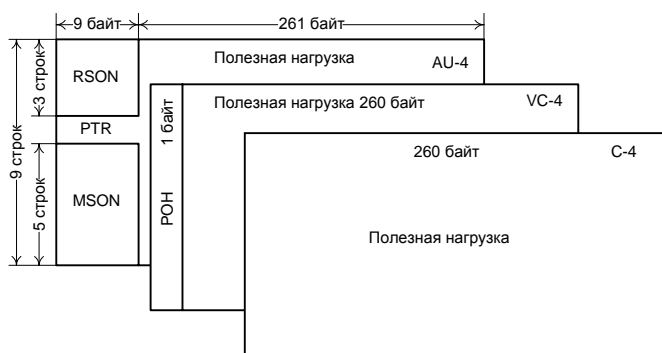 9 байт
261 байт
Полезная нагрузка
AU-4
RSON
3 строк
9 строк
Полезная нагрузка 260 байт
VC-4
1 байт
PTR
260 байт
C-4
MSON
5 строк
POH
Полезная нагрузка